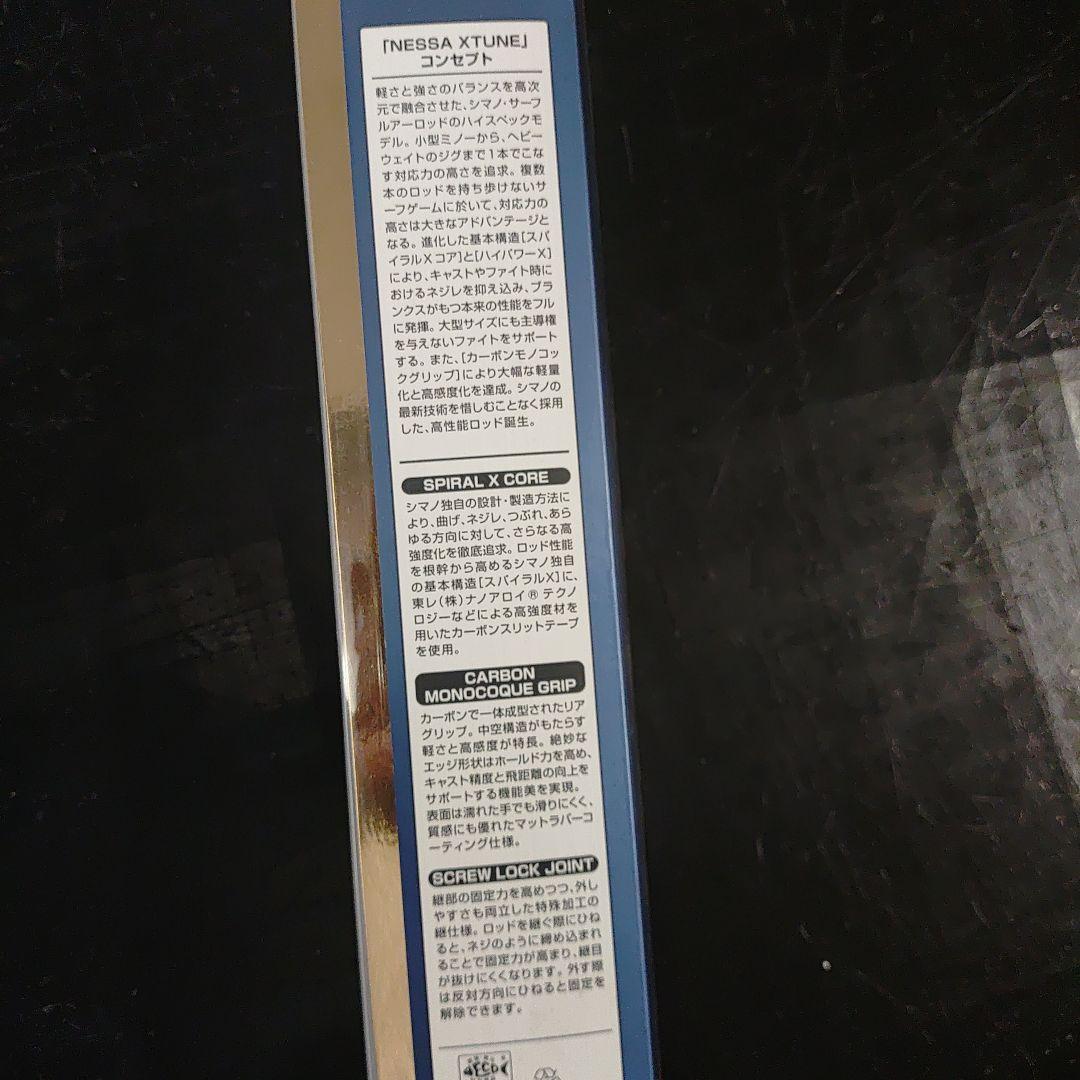 「NESSA XTUNE」
コンセプト
軽さと強さのバランスを高次
元で融合させた、シマノ・サーフ
ルアーロッドのハイスペックモ
デル。小型ミノーから、ヘビー
ウェイトのジグまで1本でこな
す対応力の高さを追求。複数
本のロッドを持ち歩けないサ
ーフゲームに於いて、対応力の
高さは大きなアドバンテージと
なる。進化した基本構造[スパ
イラルXコア]と[ハイパワーX]
により、キャストやファイト時に
おけるネジレを抑え込み、ブラ
ンクスがもつ本来の性能をフル
に発揮。大型サイズにも主導権
を与えないファイトをサポート
する。また、[カーボンモノコッ
クグリップ]により大幅な軽量
化と高感度化を達成。シマノの
最新技術を惜しむことなく採用
した、高性能ロッド誕生。
SPIRAL X CORE
シマノ独自の設計・製造方法に
より、曲げ、ネジレ、つぶれ、あら
ゆる方向に対して、さらなる高
強度化を徹底追求。ロッド性能
を根幹から高めるシマノ独自
の基本構造[スパイラルX]に、
東レ(株)ナノアロイ®テクノ
ロジーなどによる高強度材を
用いたカーボンスリットテープ
を使用。
CARBON
MONOCOQUE GRIP
カーボンで一体成型されたリア
グリップ。中空構造がもたらす
軽さと高感度が特長。絶妙な
エッジ形状はホールド力を高め、
キャスト精度と飛距離の向上を
サポートする機能美を実現。
表面は濡れた手でも滑りにくく、
質感にも優れたマットラバーコ
ーティング仕様。
SCREW LOCK JOINT
継部の固定力を高めつつ、外し
やすさも両立した特殊加工の
継仕様。ロッドを継ぐ際にひね
ると、ネジのように締め込まれ
ることで固定力が高まり、継目
が抜けにくくなります。外す際
は反対方向にひねると固定を
解除できます。
ECO